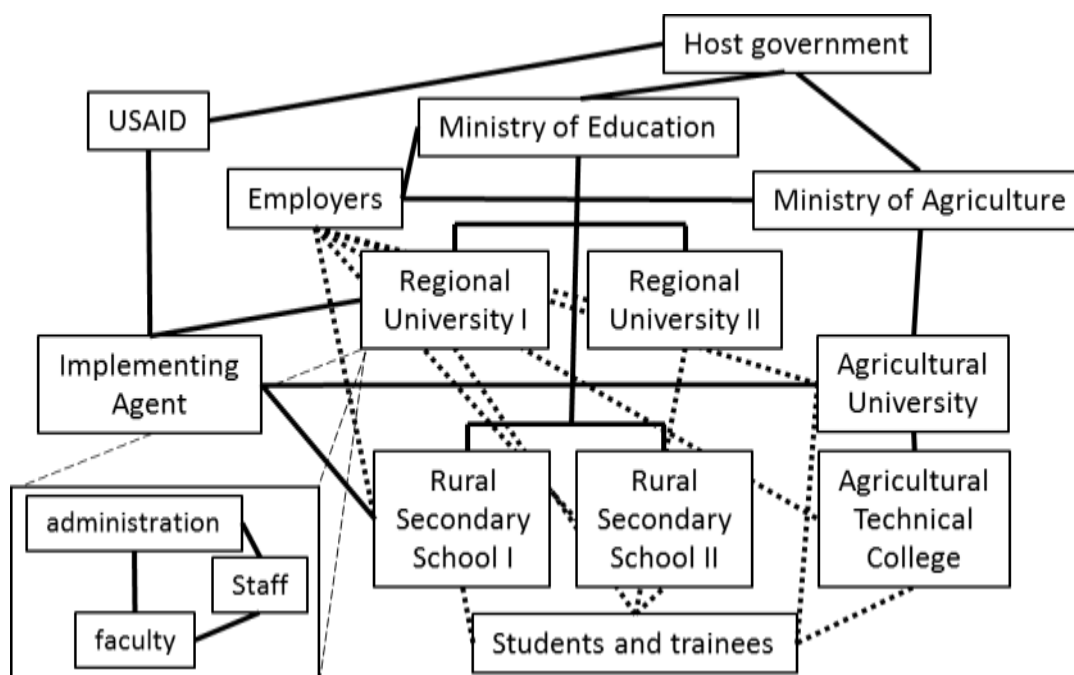 Host government
USAID
Ministry of Education
Employers
Ministry of Agriculture
Regional
University I
Regional
University II
Implementing
Agent
Agricultural
University
Rural
Secondary
School I
Rural
Secondary
School II
Agricultural
Technical
College
administration
Staff
faculty
Students and trainees